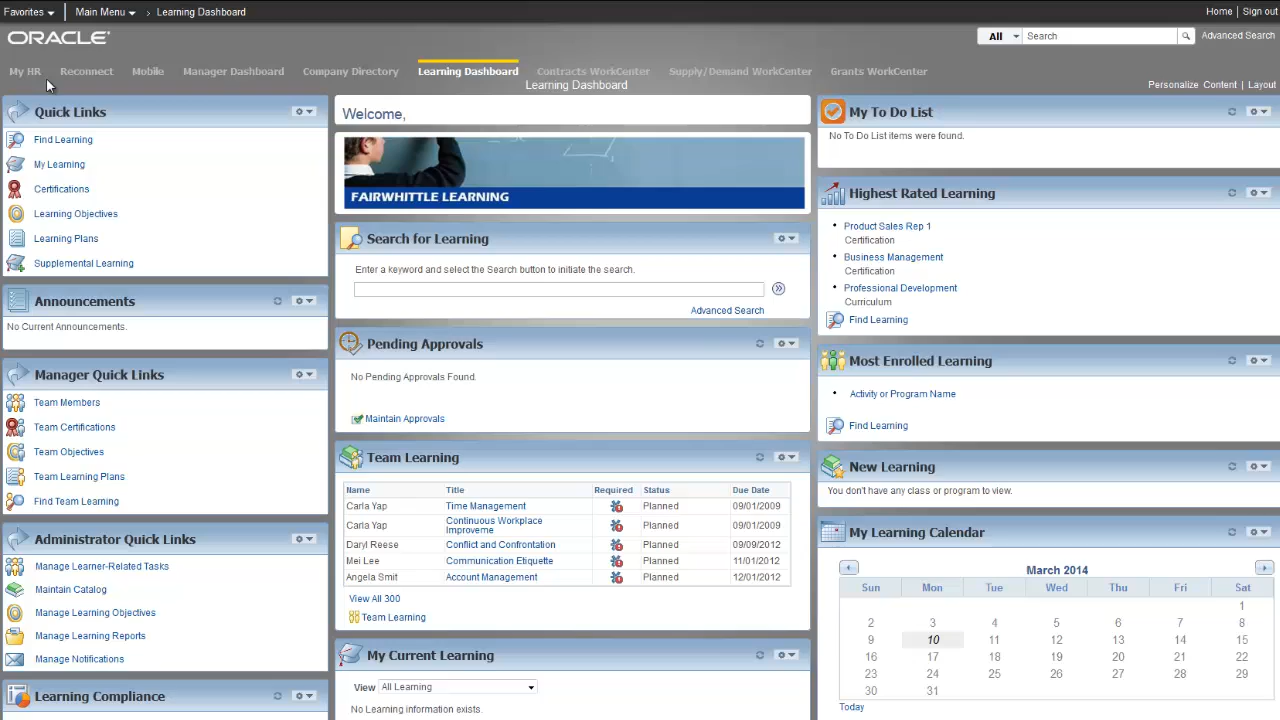 Favorites Main Menu > Learning Dashboard Home | Sign out
ORACLE All Search Advanced Search
My HR Reconnect Mobile Manager Dashboard Company Directory Learning Dashboard Contracts WorkCenter Supply/Demand WorkCenter Grants WorkCenter
Learning Dashboard
Personalize Content | Layout
Quick Links
Find Learning
My Learning
Certifications
Learning Objectives
Learning Plans
Supplemental Learning
Announcements
No Current Announcements.
Manager Quick Links
Team Members
Team Certifications
Team Objectives
Team Learning Plans
Find Team Learning
Administrator Quick Links
Manage Learner-Related Tasks
Maintain Catalog
Manage Learning Objectives
Manage Learning Reports
Manage Notifications
Learning Compliance
Welcome,
FAIRWHITTLE LEARNING
Search for Learning
Enter a keyword and select the Search button to initiate the search.
Advanced Search
Pending Approvals
No Pending Approvals Found.
Maintain Approvals
Team Learning
Name Title Required Status Due Date
Carla Yap Time Management Planned 09/01/2009
Carla Yap Continuous Workplace Planned 09/01/2009
Improveme
Daryl Reese Conflict and Confrontation Planned 09/09/2012
Mei Lee Communication Etiquette Planned 11/01/2012
Angela Smit Account Management Planned 12/01/2012
View All 300
Team Learning
My Current Learning
View All Learning
No Learning information exists.
My To Do List
No To Do List items were found.
Highest Rated Learning
• Product Sales Rep 1
Certification
• Business Management
Certification
• Professional Development
Curriculum
Find Learning
Most Enrolled Learning
• Activity or Program Name
Find Learning
New Learning
You don't have any class or program to view.
My Learning Calendar
March 2014
Sun Mon Tue Wed Thu Fri Sat
1
2 3 4 5 6 7 8
9 10 11 12 13 14 15
16 17 18 19 20 21 22
23 24 25 26 27 28 29
30 31
Today